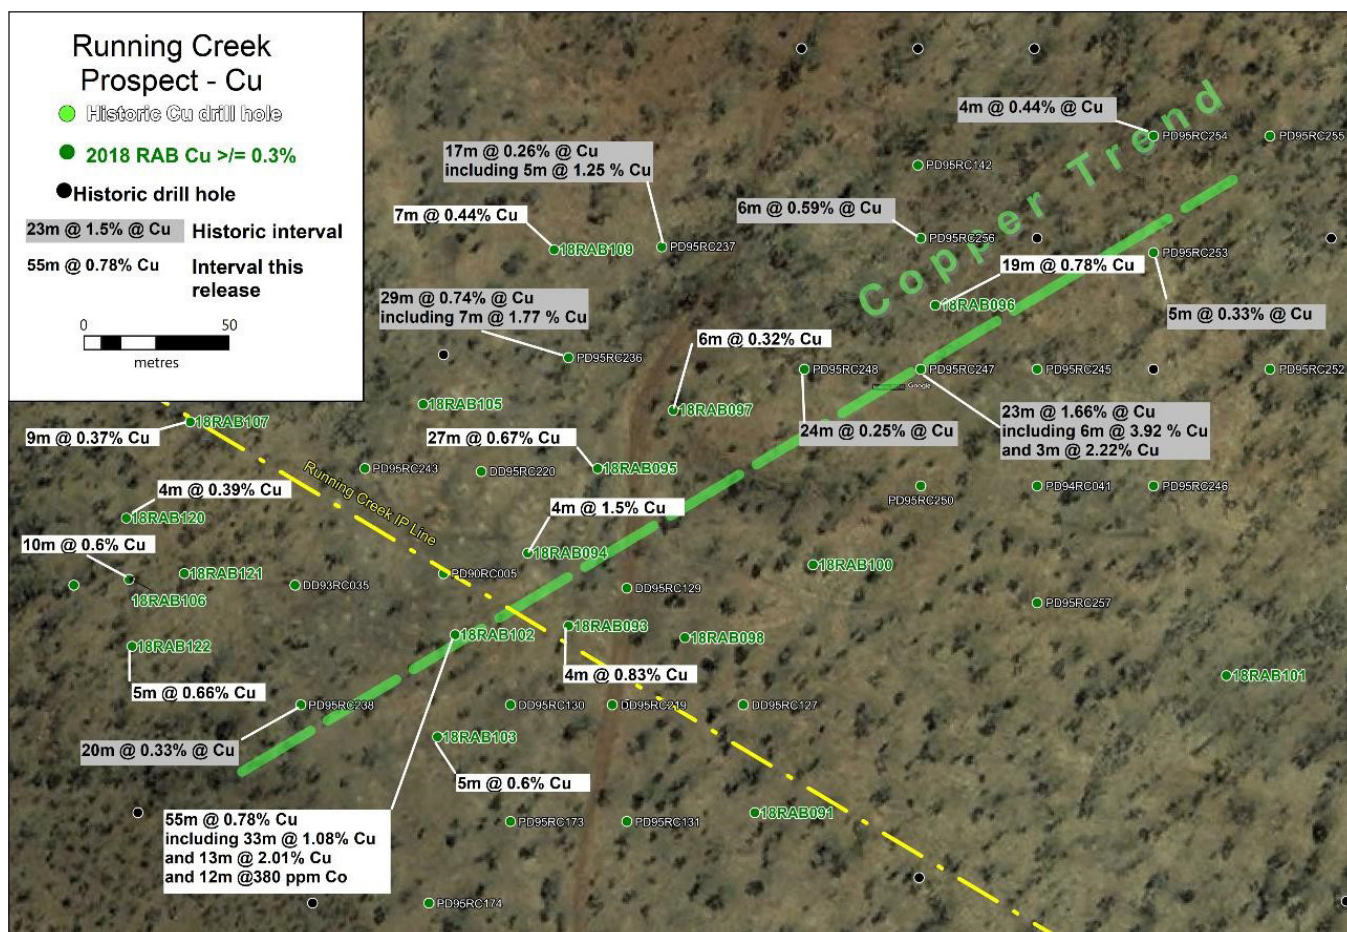 Running Creek
Prospect - Cu
Historic Cu drill hole
2018 RAB Cu >/= 0.3%
Historic drill hole
23m @ 1.5% @ Cu Historic interval
55m @ 0.78% Cu Interval this
release
0 50
metres
4m @ 0.44% @ Cu
PD95RC254
PD95RC255
17m @ 0.26% @ Cu
including 5m @ 1.25 % Cu
PD95RC142
Copper Trend
7m @ 0.44% Cu
6m @ 0.59% @ Cu
18RAB109
PD95RC237
PD95RC256
PD95RC253
19m @ 0.78% Cu
29m @ 0.74% @ Cu
including 7m @ 1.77 % Cu
18RAB096
5m @ 0.33% @ Cu
6m @ 0.32% Cu
PD95RC236
PD95RC248
PD95RC247
PD95RC245
PD95RC252
Google
18RAB105
18RAB097
18RAB107
9m @ 0.37% Cu
24m @ 0.25% @ Cu
23m @ 1.66% @ Cu
including 6m @ 3.92 % Cu
and 3m @ 2.22% Cu
27m @ 0.67% Cu
PD95RC243
DD95RC220
18RAB095
Running Creek IP Line
4m @ 0.39% Cu
PD95RC250
PD94RC041
PD95RC246
18RAB120
4m @ 1.5% Cu
10m @ 0.6% Cu
18RAB094
18RAB121
PD90RC005
18RAB100
18RAB106
DD93RC035
DD95RC129
PD95RC257
18RAB122
18RAB102
18RAB093
18RAB098
5m @ 0.66% Cu
4m @ 0.83% Cu
18RAB101
PD95RC238
DD95RC130
DD95RC219
DD95RC127
20m @ 0.33% @ Cu
18RAB103
5m @ 0.6% Cu
55m @ 0.78% Cu
including 33m @ 1.08% Cu
and 13m @ 2.01% Cu
and 12m @380 ppm Co
PD95RC173
PD95RC131
18RAB091
PD95RC174